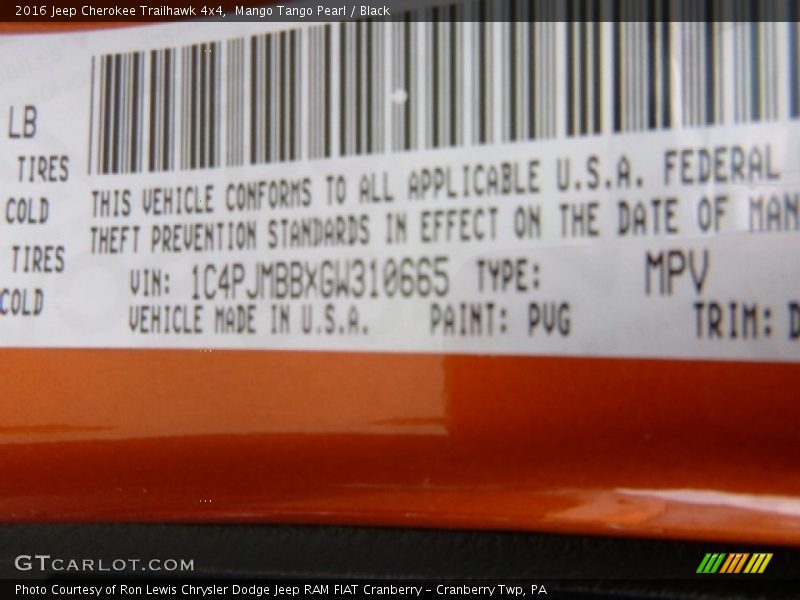 2016 Jeep Cherokee Trailhawk 4x4, Mango Tango Pearl / Black
LB
TIRES
COLD
TIRES
COLD
THIS VEHICLE CONFORMS TO ALL APPLICABLE U.S.A. FEDERAL
THEFT PREVENTION STANDARDS IN EFFECT ON THE DATE OF MAN
VIN: 1C4PJMBBXGW310665 TYPE: MPV
VEHICLE MADE IN U.S.A. PAINT: PVG TRIM: D
GTCARLOT.COM
Photo Courtesy of Ron Lewis Chrysler Dodge Jeep RAM FIAT Cranberry – Cranberry Twp, PA